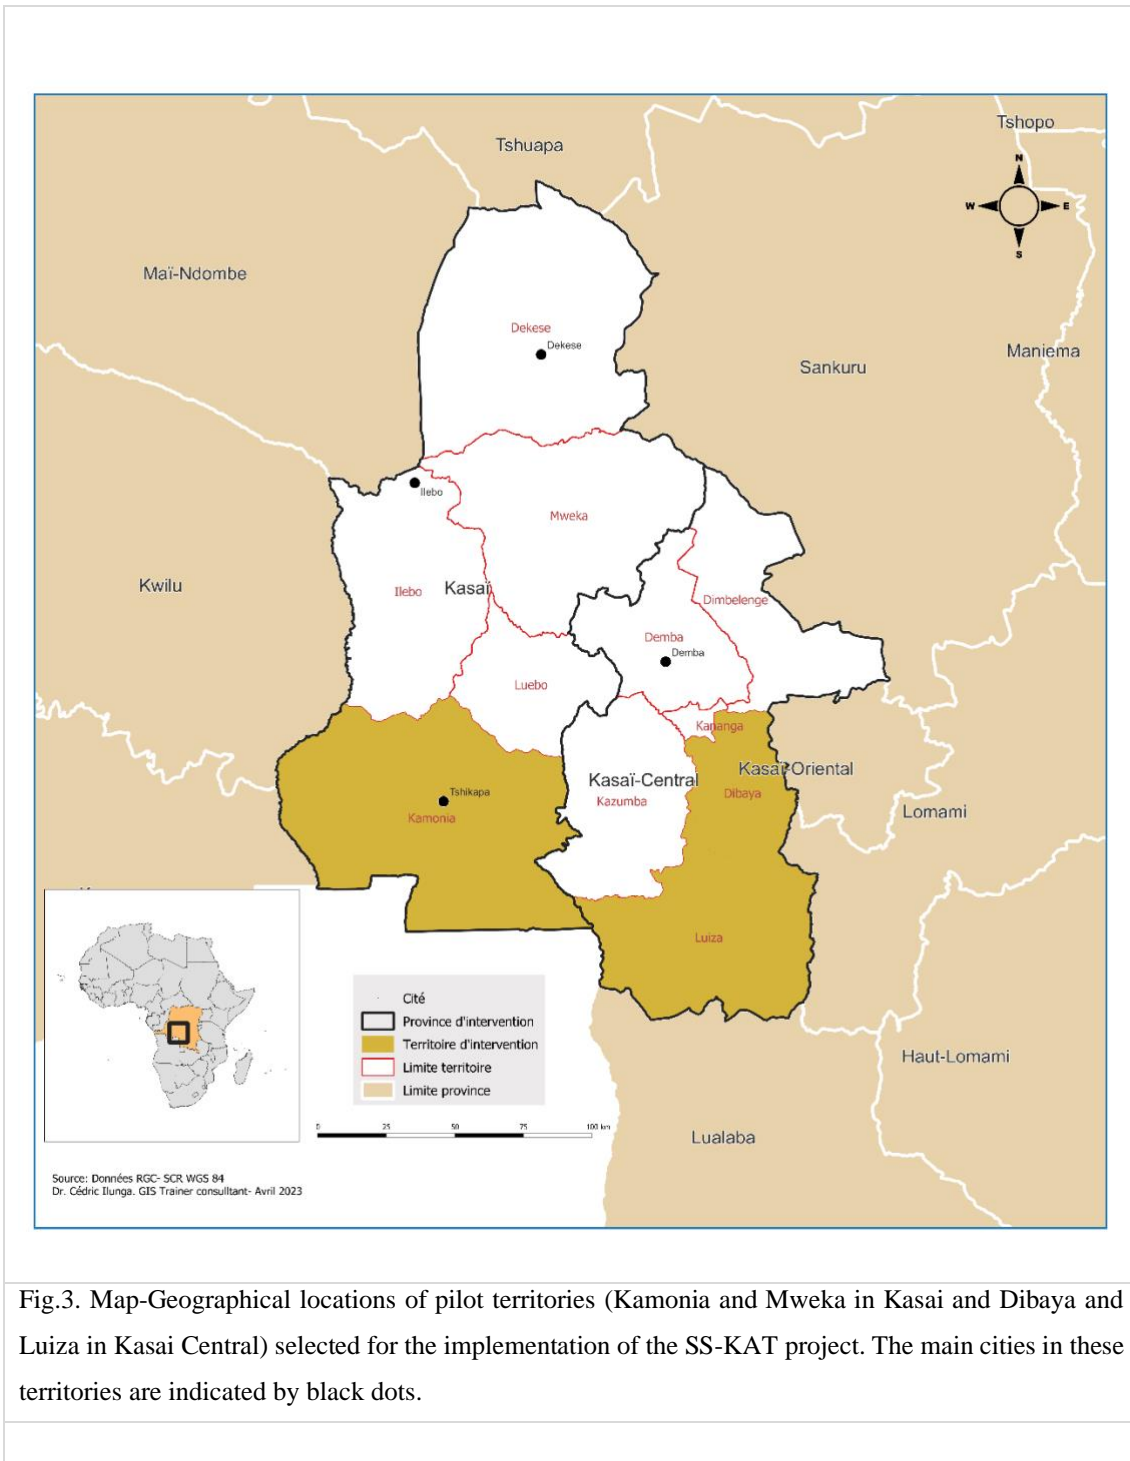 Tshopo
Tshuapa
N
W
E
S
Maï-Ndombe
Dekese
Dekese
Maniema
Sankuru
Ilebo
Mweka
Kwilu
Ilebo
Kasaï
Dimbelenge
Demba
Demba
Luebo
Kananga
Kasaï-Central
Kasaï-Oriental
Tshikapa
Kazumba
Dibaya
Kamonia
Lomami
Luiza
Cité
Province d'intervention
Territoire d'intervention
Limite territoire
Limite province
Haut-Lomami
0 25 50 75 100 km
Lualaba
Source: Données RGC- SCR WGS 84
Dr. Cédric Ilunga. GIS Trainer consulltant- Avril 2023
Fig.3. Map-Geographical locations of pilot territories (Kamonia and Mweka in Kasai and Dibaya and
Luiza in Kasai Central) selected for the implementation of the SS-KAT project. The main cities in these
territories are indicated by black dots.